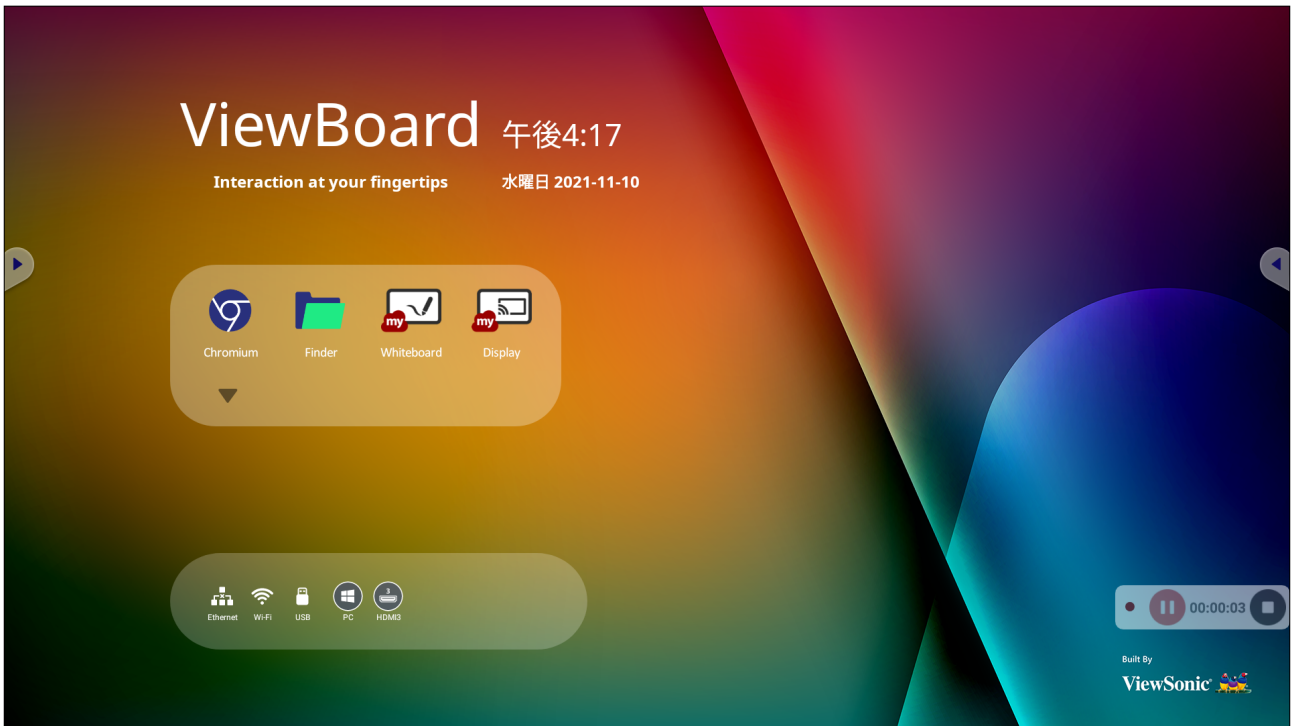 ViewBoard 午後4:17
Interaction at your fingertips 水曜日 2021-11-10
Chromium Finder my Whiteboard my Display
Ethernet Wi-Fi USB PC 3 HDMI3
00:00:03
Built By
ViewSonic